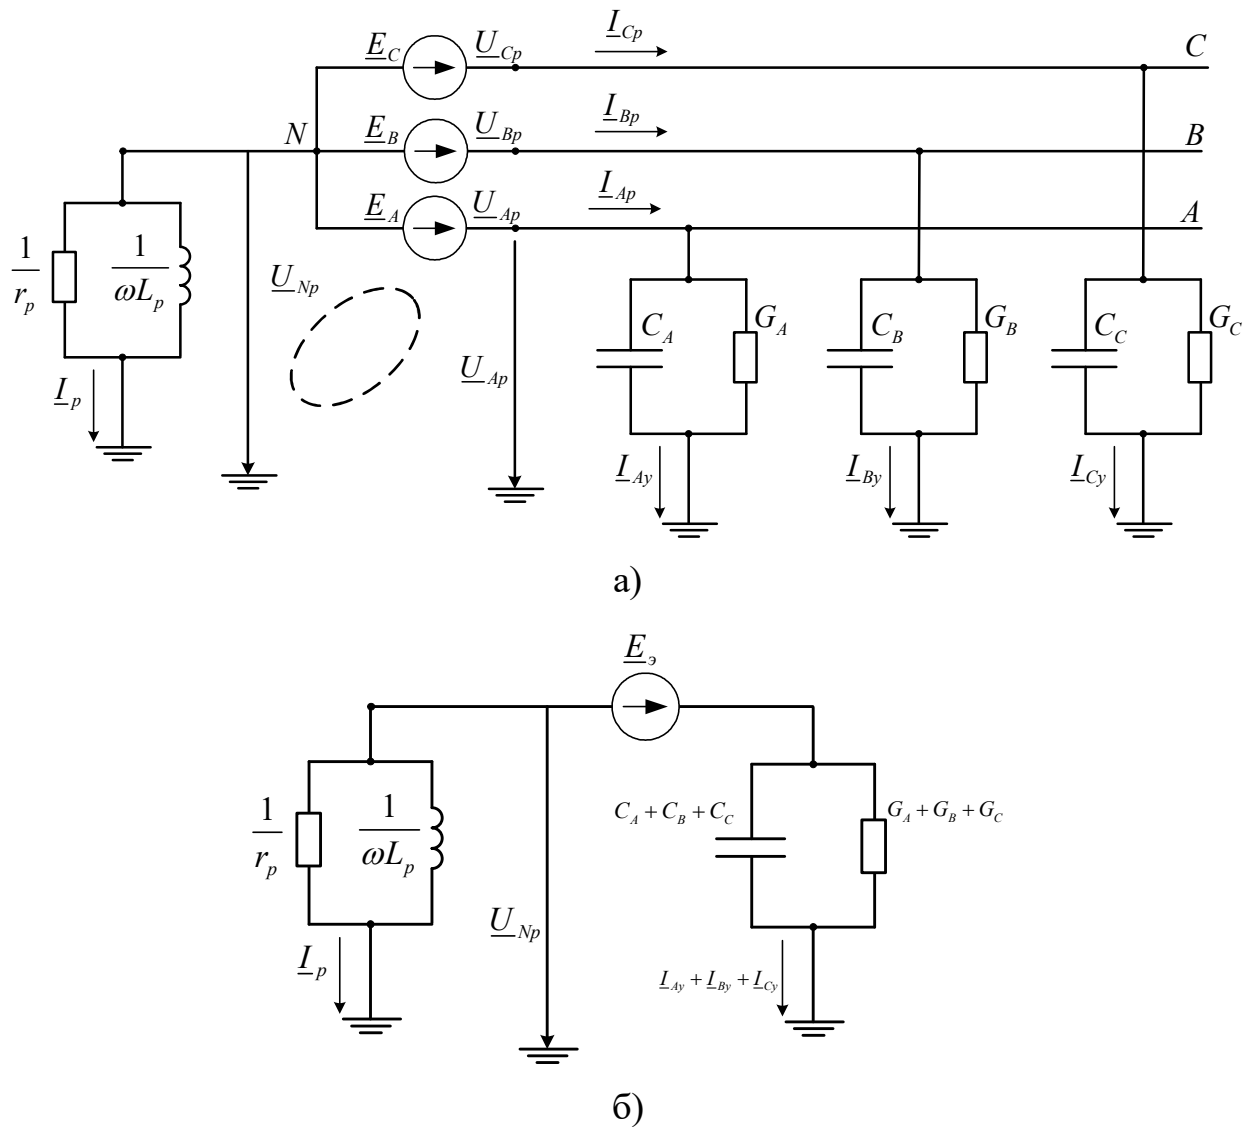 E_C U_Cp I_Cp C
N E_B U_Bp I_Bp B
E_A U_Ap I_Ap A
1/r_p 1/ωL_p U_Np
C_A G_A C_B G_B C_C G_C
I_p U_Ap
I_Ay I_By I_Cy
а)
E_э
1/r_p 1/ωL_p C_A + C_B + C_C G_A + G_B + G_C
U_Np
I_p I_Ay + I_By + I_Cy
б)